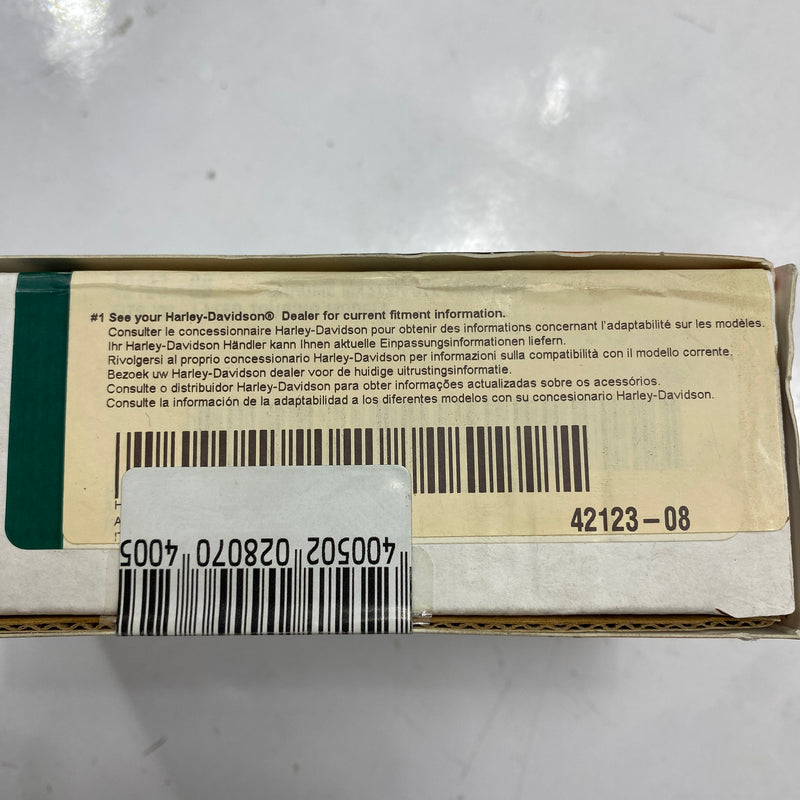 #1 See your Harley-Davidson® Dealer for current fitment information.
Consulter le concessionnaire Harley-Davidson pour obtenir des informations concernant l'adaptabilité sur les modèles.
Ihr Harley-Davidson Händler kann Ihnen aktuelle Einpassungsinformationen liefern.
Rivolgersi al proprio concessionario Harley-Davidson per informazioni sulla compatibilità con il modello corrente.
Bezoek uw Harley-Davidson dealer voor de huidige uitrustingsinformatie.
Consulte o distribuidor Harley-Davidson para obter informações actualizadas sobre os acessórios.
Consulte la información de la adaptabilidad a los diferentes modelos con su concesionario Harley-Davidson.
42123-08
400502 028070 4005